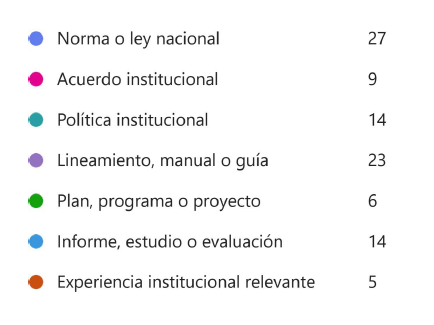 Norma o ley nacional 27
Acuerdo institucional 9
Política institucional 14
Lineamiento, manual o guía 23
Plan, programa o proyecto 6
Informe, estudio o evaluación 14
Experiencia institucional relevante 5